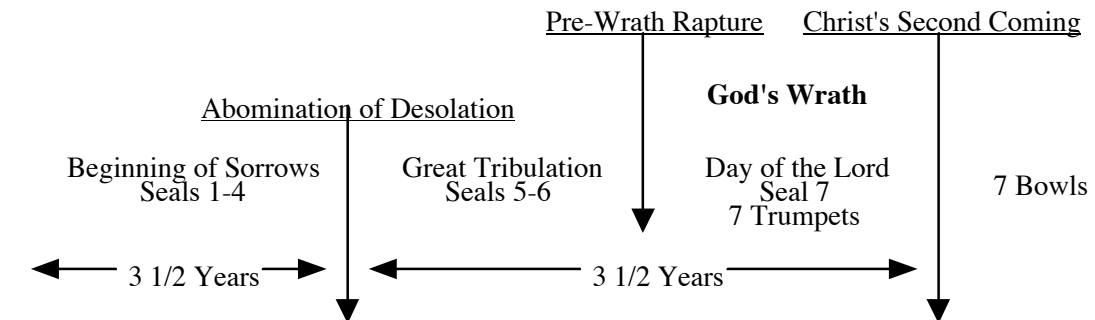 Pre-Wrath Rapture
Christ's Second Coming
God's Wrath
Abomination of Desolation
Beginning of Sorrows
Seals 1-4
Great Tribulation
Seals 5-6
Day of the Lord
Seal 7
7 Trumpets
7 Bowls
3 1/2 Years
3 1/2 Years